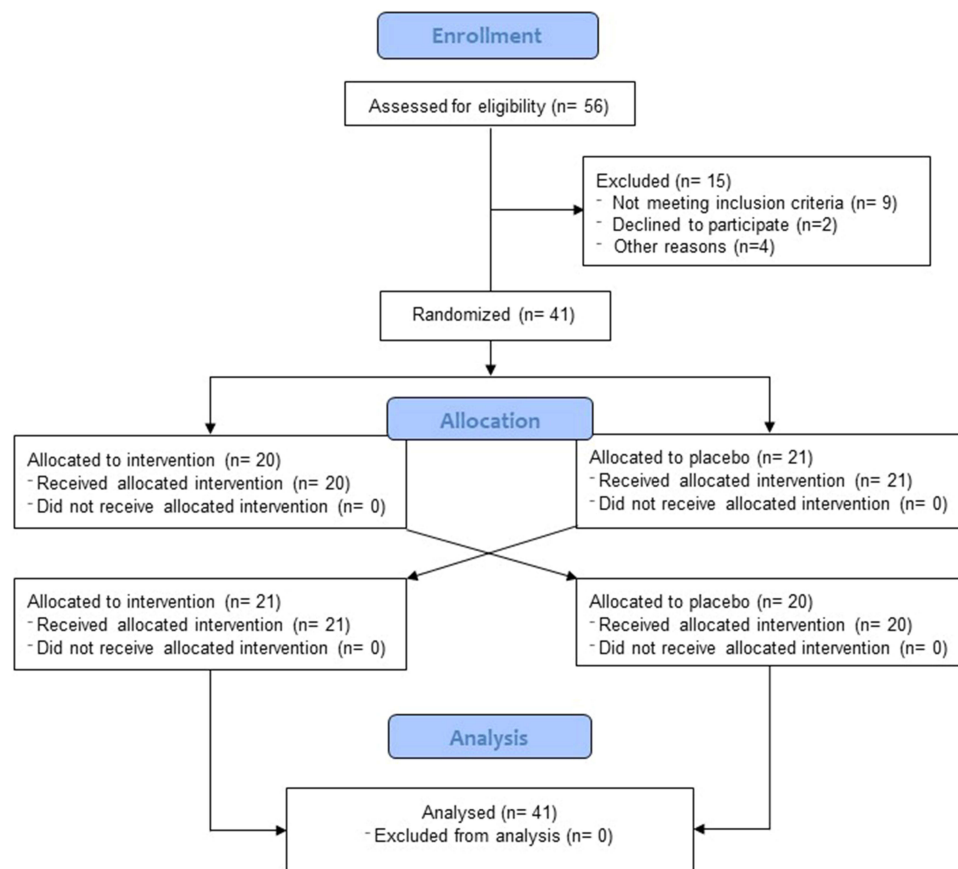 Enrollment
Assessed for eligibility (n= 56)
Excluded (n= 15)
- Not meeting inclusion criteria (n= 9)
- Declined to participate (n=2)
- Other reasons (n=4)
Randomized (n= 41)
Allocation
Allocated to intervention (n= 20)
- Received allocated intervention (n= 20)
- Did not receive allocated intervention (n= 0)
Allocated to placebo (n= 21)
- Received allocated intervention (n= 21)
- Did not receive allocated intervention (n= 0)
Allocated to intervention (n= 21)
- Received allocated intervention (n= 21)
- Did not receive allocated intervention (n= 0)
Allocated to placebo (n= 20)
- Received allocated intervention (n= 20)
- Did not receive allocated intervention (n= 0)
Analysis
Analysed (n= 41)
- Excluded from analysis (n= 0)